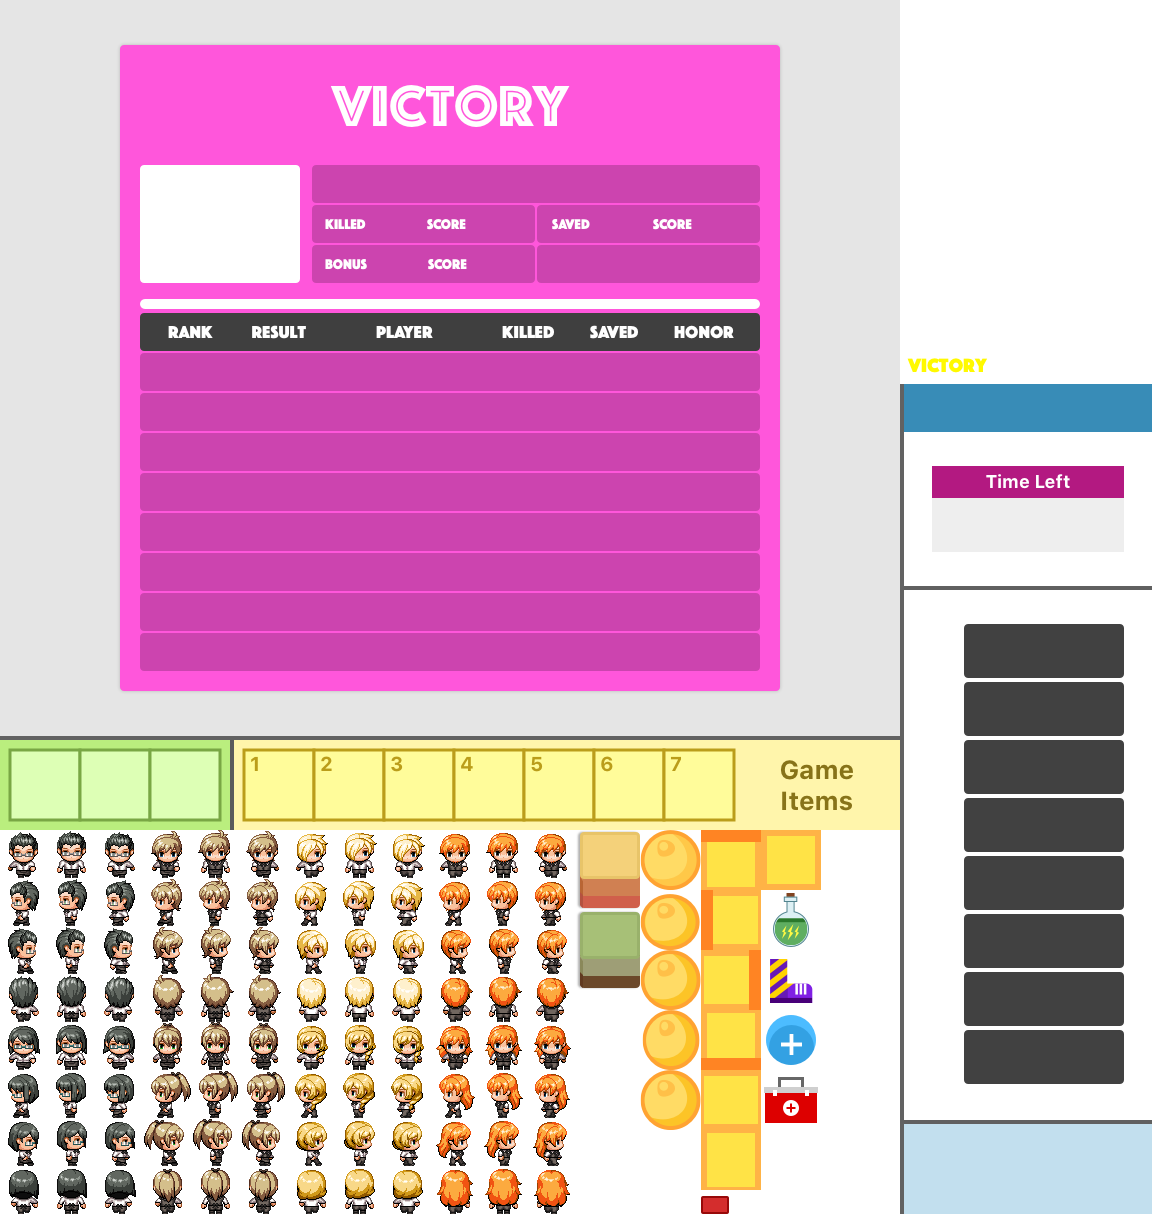 VICTORY
KILLED SCORE SAVED SCORE
BONUS SCORE
RANK RESULT PLAYER KILLED SAVED HONOR
VICTORY
Time Left
1 2 3 4 5 6 7
Game
Items